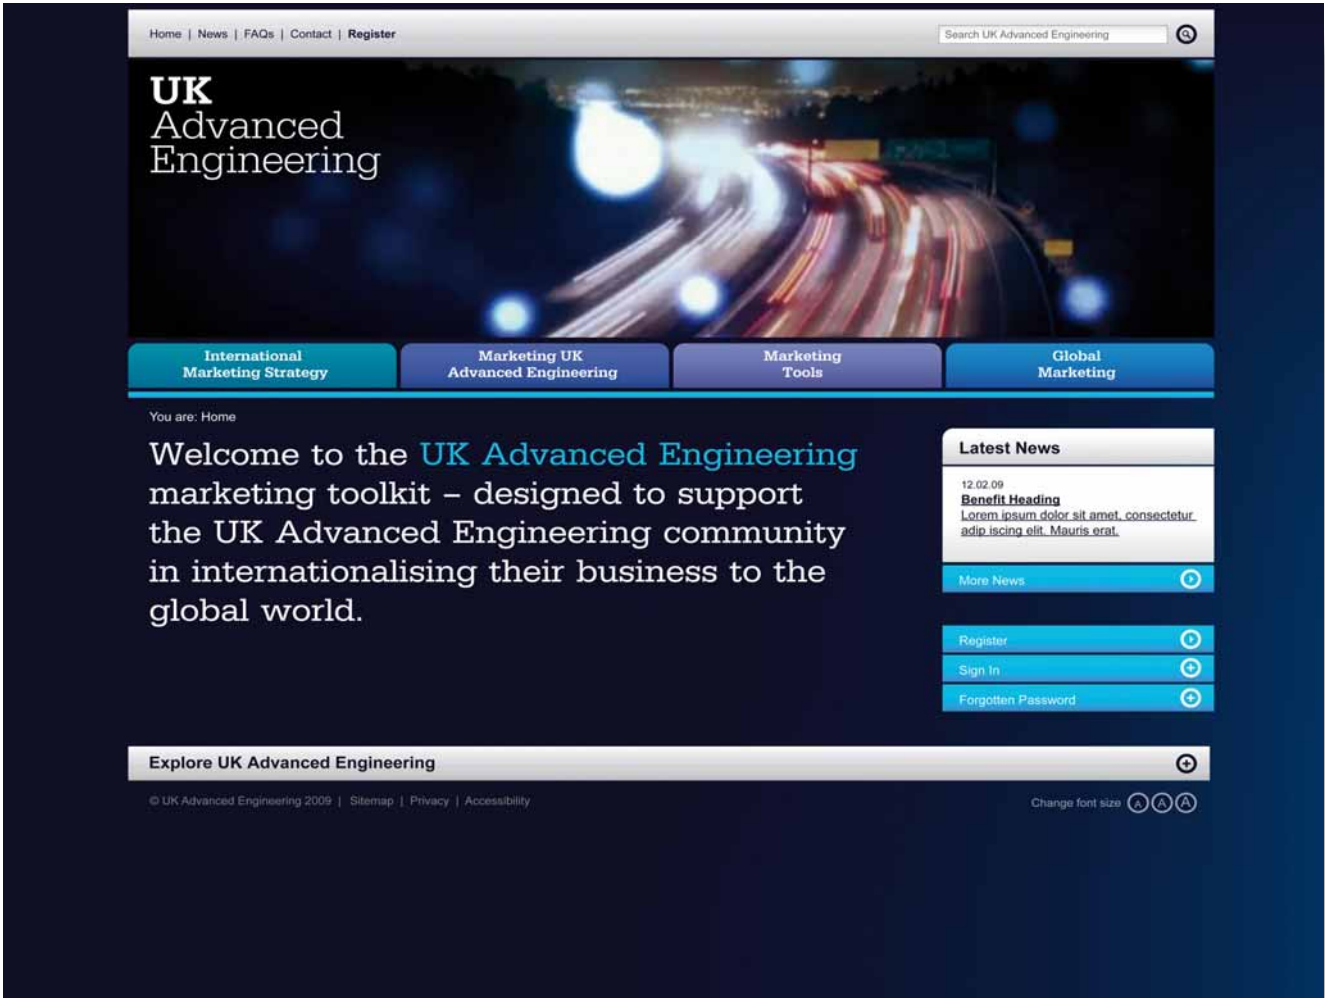 Home | News | FAQs | Contact | Register
Search UK Advanced Engineering
UK
Advanced
Engineering
International
Marketing Strategy
Marketing UK
Advanced Engineering
Marketing
Tools
Global
Marketing
You are: Home
Welcome to the UK Advanced Engineering
marketing toolkit – designed to support
the UK Advanced Engineering community
in internationalising their business to the
global world.
Latest News
12.02.09
Benefit Heading
Lorem ipsum dolor sit amet, consectetur
adip iscing elit. Mauris erat.
More News
Register
Sign In
Forgotten Password
Explore UK Advanced Engineering
© UK Advanced Engineering 2009 | Sitemap | Privacy | Accessibility
Change font size A A A